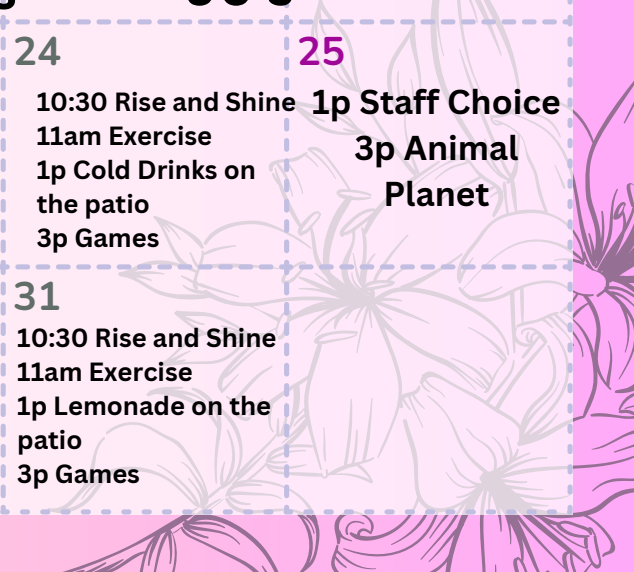 24
10:30 Rise and Shine
11am Exercise
1p Cold Drinks on
the patio
3p Games
25
1p Staff Choice
3p Animal
Planet
31
10:30 Rise and Shine
11am Exercise
1p Lemonade on the
patio
3p Games